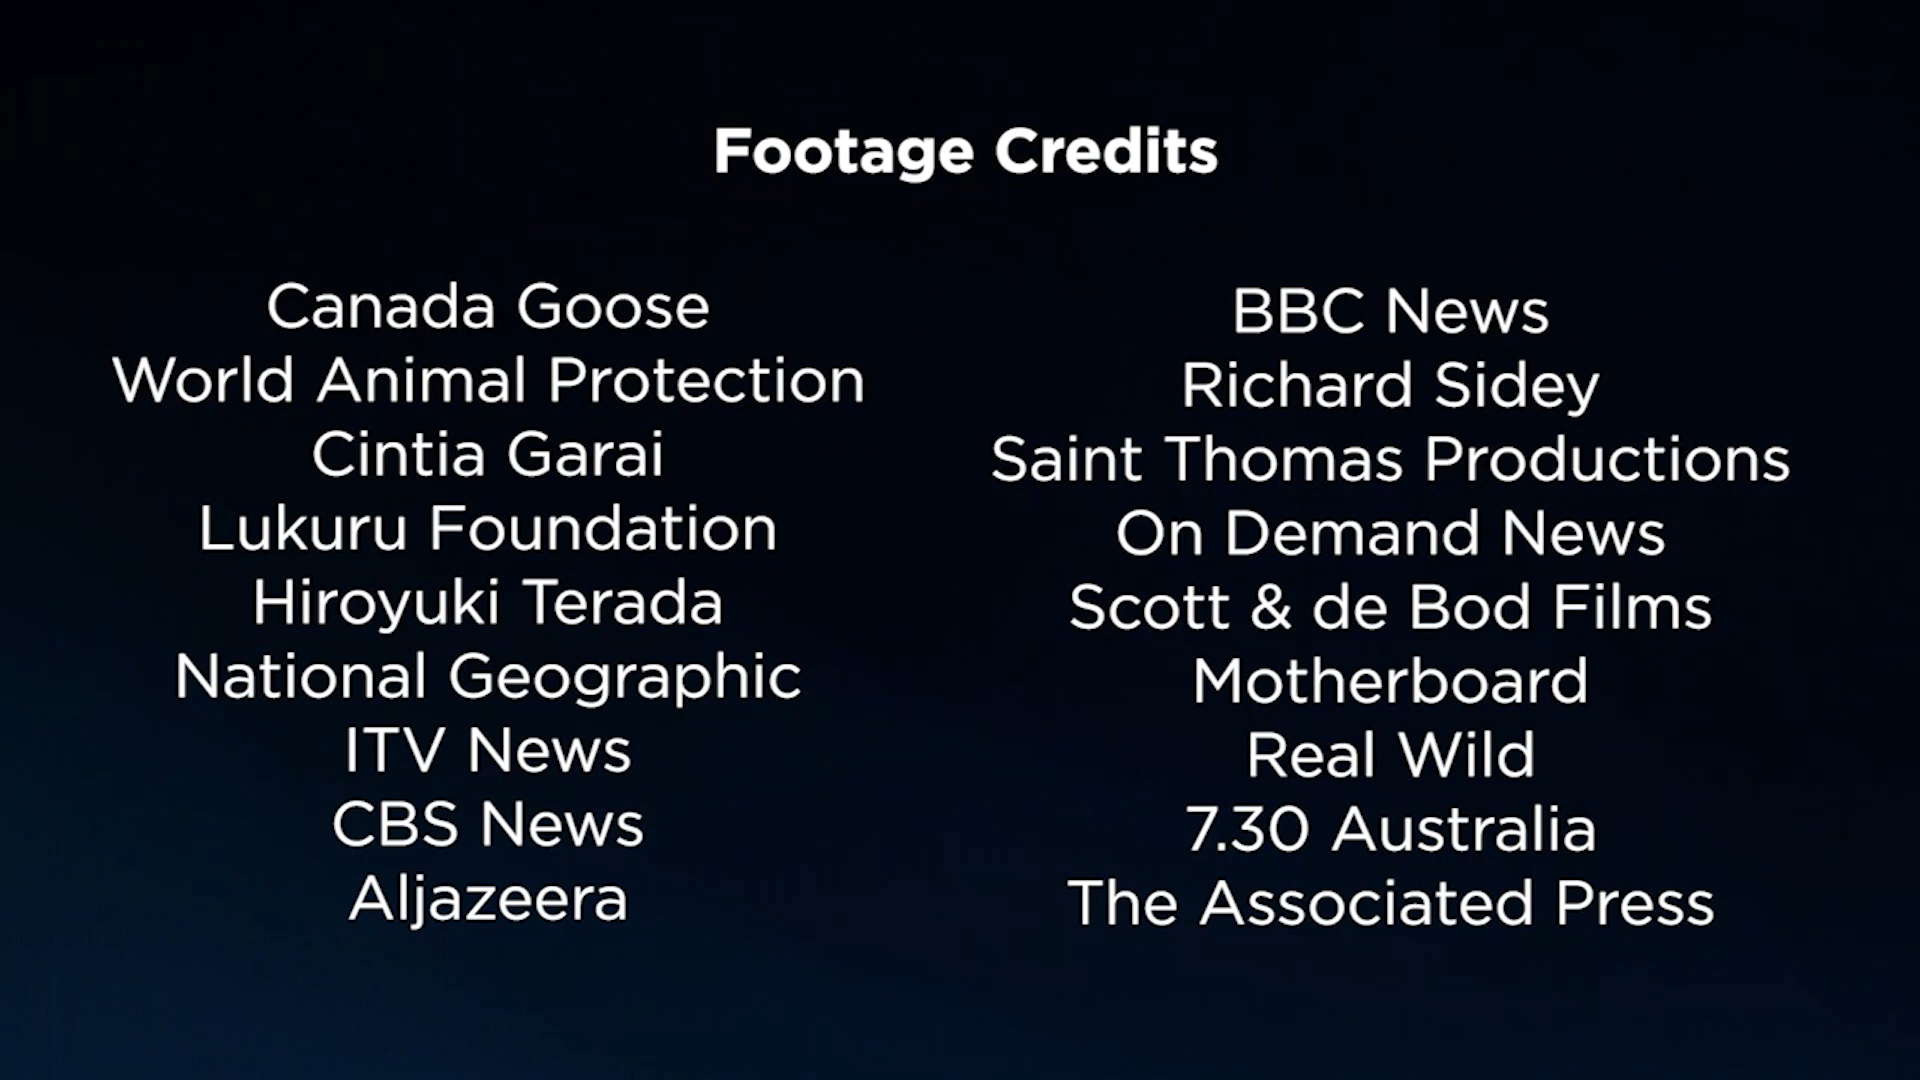 Footage Credits
Canada Goose
World Animal Protection
Cintia Garai
Lukuru Foundation
Hiroyuki Terada
National Geographic
ITV News
CBS News
Aljazeera
BBC News
Richard Sidey
Saint Thomas Productions
On Demand News
Scott & de Bod Films
Motherboard
Real Wild
7.30 Australia
The Associated Press